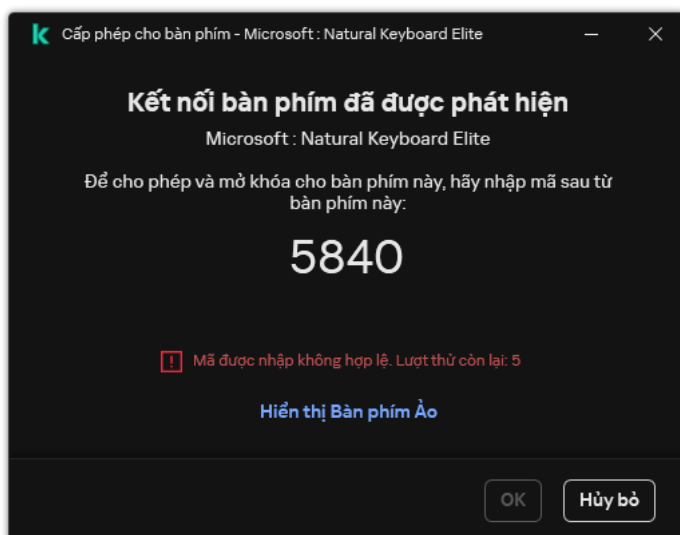 Cấp phép cho bàn phím - Microsoft : Natural Keyboard Elite
Kết nối bàn phím đã được phát hiện
Microsoft : Natural Keyboard Elite
Để cho phép và mở khóa cho bàn phím này, hãy nhập mã sau từ
bàn phím này:
5840
Mã được nhập không hợp lệ. Lượt thử còn lại: 5
Hiển thị Bàn phím Ảo
OK
Hủy bỏ